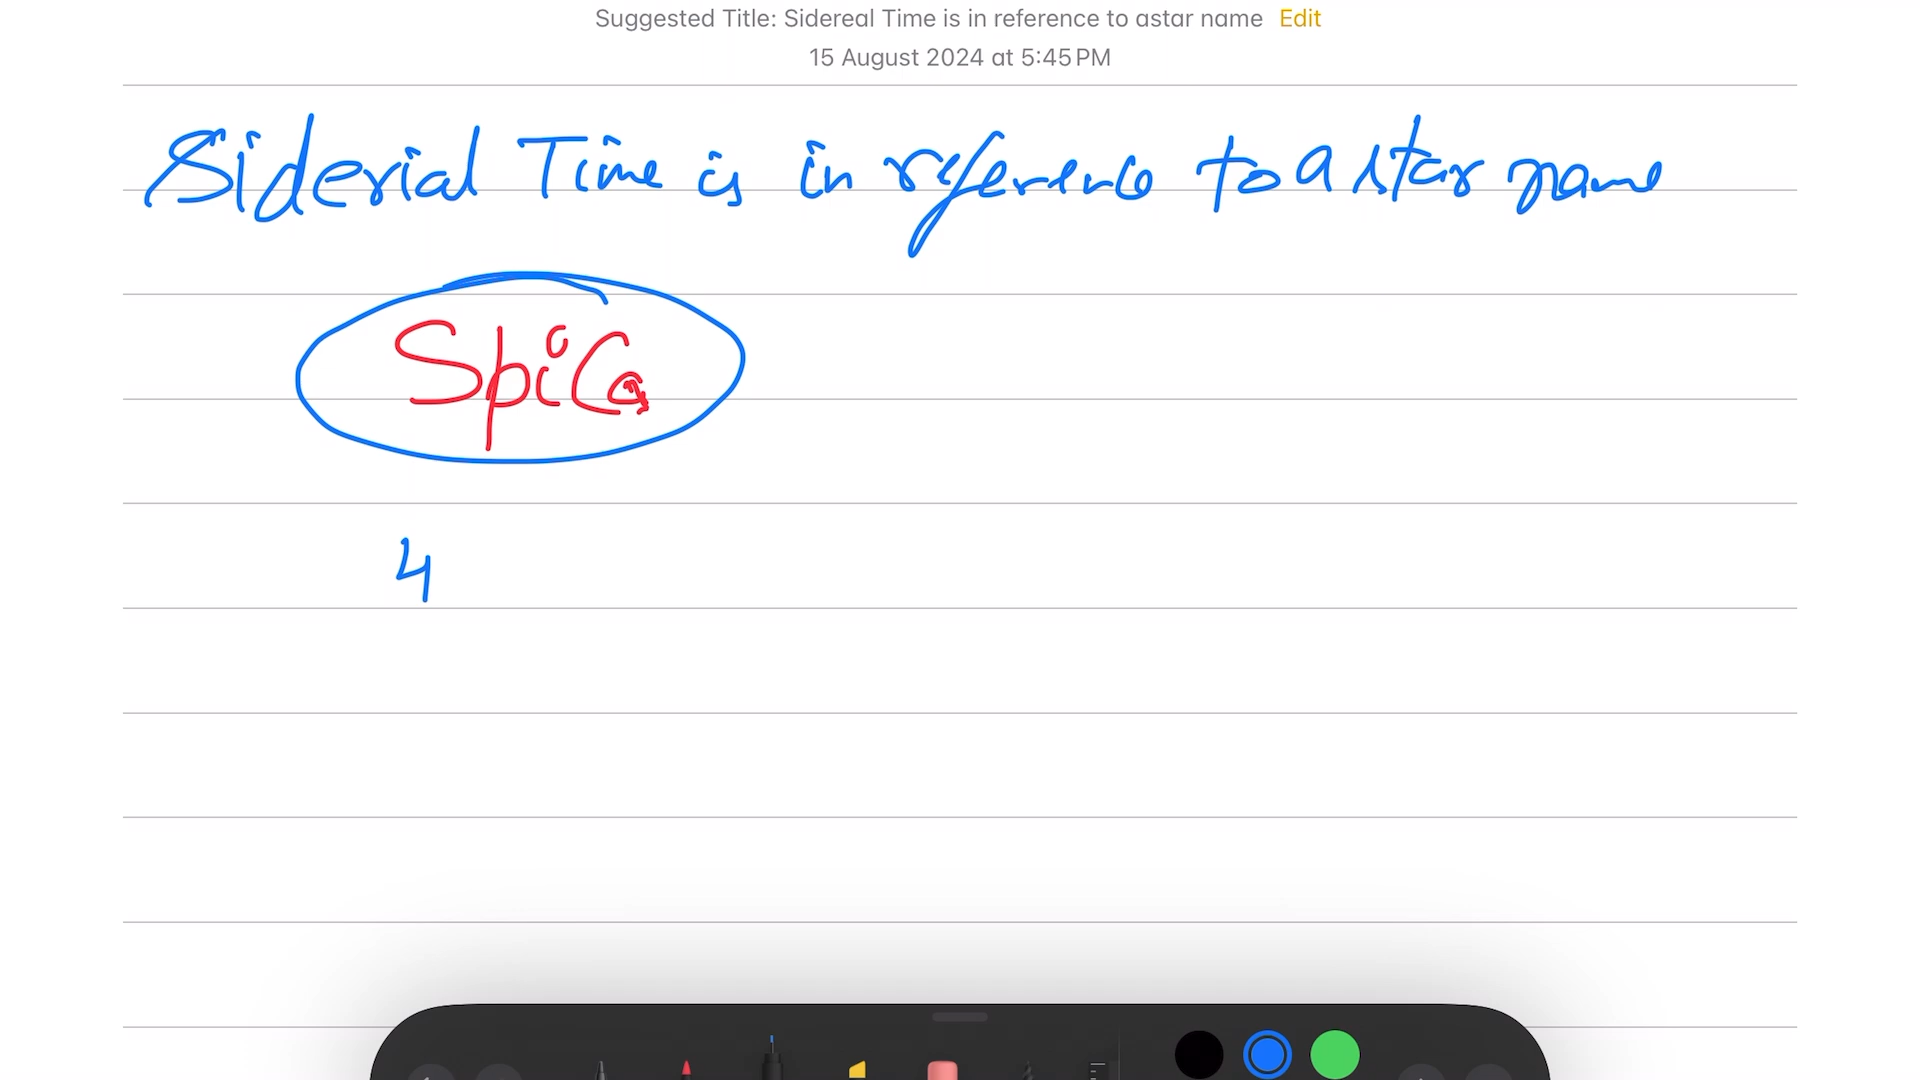 Suggested Title: Sidereal Time is in reference to astar name Edit
15 August 2024 at 5:45 PM
Siderial Time is in reference to a star name
Spica
4